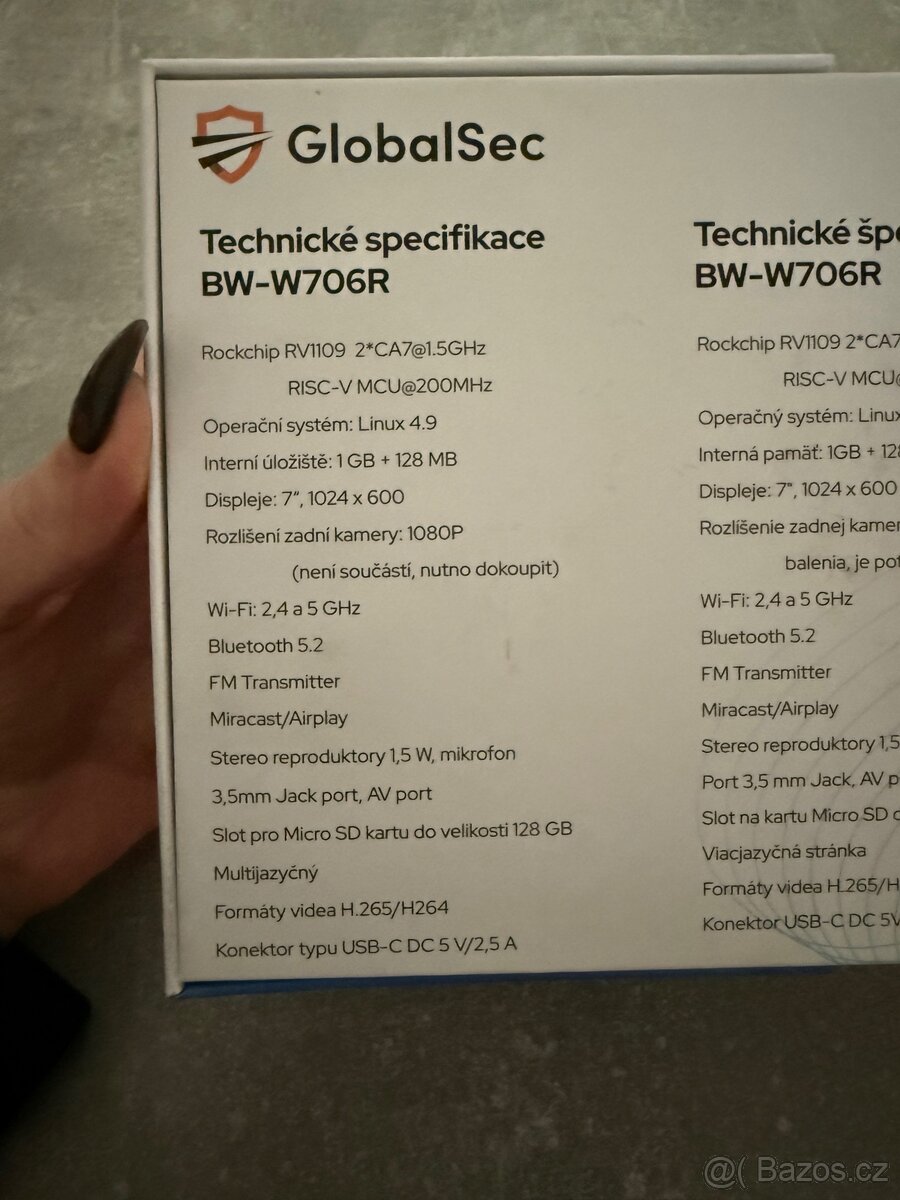 GlobalSec
Technické specifikace
BW-W706R
Rockchip RV1109 2*CA7@1.5GHz
RISC-V MCU@200MHz
Operační systém: Linux 4.9
Interní úložiště: 1 GB + 128 MB
Displeje: 7“, 1024 x 600
Rozlišení zadní kamery: 1080P
(není součástí, nutno dokoupit)
Wi-Fi: 2,4 a 5 GHz
Bluetooth 5.2
FM Transmitter
Miracast/Airplay
Stereo reproduktory 1,5 W, mikrofon
3,5mm Jack port, AV port
Slot pro Micro SD kartu do velikosti 128 GB
Multijazyčný
Formáty videa H.265/H264
Konektor typu USB-C DC 5 V/2,5 A
Technické
BW-W706R
Rockchip RV1109 2*CA7
RISC-V MCU
Operačný systém: Linux
Interná pamäť: 1GB +
Displeje: 7", 1024 x 600
Rozlíšenie zadnej
balenia, je
Wi-Fi: 2,4 a 5 GHz
Bluetooth 5.2
FM Transmitter
Miracast/Airplay
Stereo reproduktory
Port 3,5 mm Jack, AV
Slot na kartu Micro SD
Viacjazyčná stránka
Formáty videa H.265/
Konektor USB-C DC 5V
@( Bazos.cz